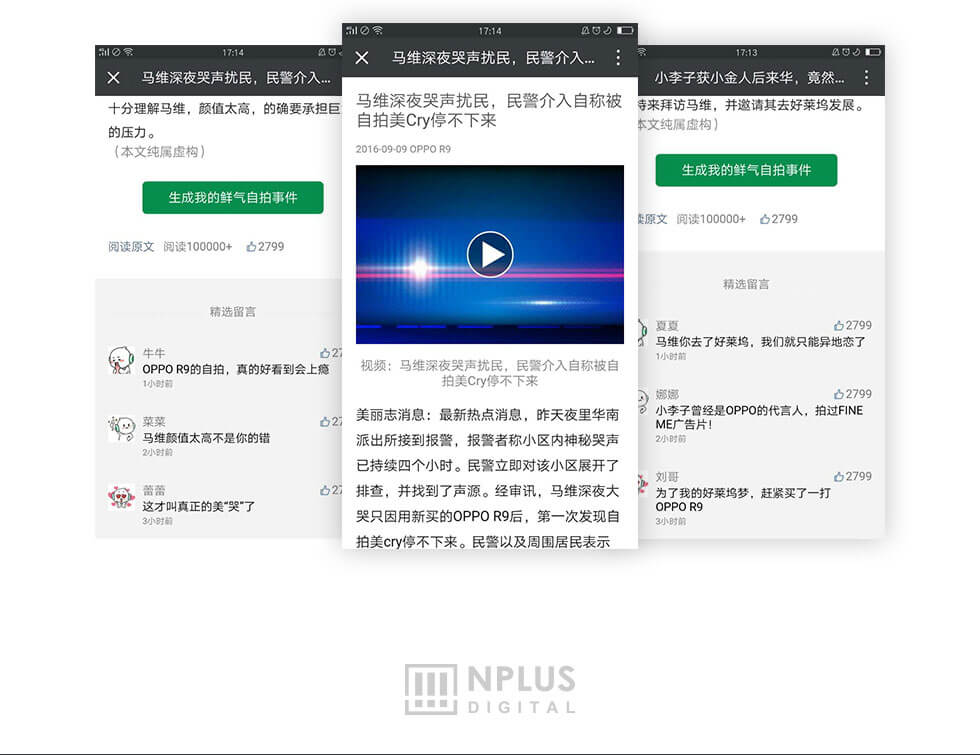 17:14
马维深夜哭声扰民，民警介入...
十分理解马维，颜值太高，的确要承担巨
的压力。
（本文纯属虚构）
生成我的鲜气自拍事件
阅读原文 阅读100000+ 2799
精选留言
牛牛 27
OPPO R9的自拍，真的好看到会上瘾
1小时前
菜菜 27
马维颜值太高不是你的错
2小时前
蕾蕾 27
这才叫真正的美“哭”了
3小时前
17:14
马维深夜哭声扰民，民警介入...
马维深夜哭声扰民，民警介入自称被
自拍美Cry停不下来
2016-09-09 OPPO R9
视频：马维深夜哭声扰民，民警介入自称被自
拍美Cry停不下来
美丽志消息：最新热点消息，昨天夜里华南
派出所接到报警，报警者称小区内神秘哭声
已持续四个小时。民警立即对该小区展开了
排查，并找到了声源。经审讯，马维深夜大
哭只因用新买的OPPO R9后，第一次发现自
拍美cry停不下来。民警以及周围居民表示
17:13
小李子获小金人后来华，竟然...
特来拜访马维，并邀请其去好莱坞发展。
本文纯属虚构）
生成我的鲜气自拍事件
读原文 阅读100000+ 2799
精选留言
夏夏 2799
马维你去了好莱坞，我们就只能异地恋了
1小时前
娜娜 2799
小李子曾经是OPPO的代言人，拍过FINE
ME广告片！
2小时前
刘哥 2799
为了我的好莱坞梦，赶紧买了一打
OPPO R9
3小时前
NPLUS
DIGITAL